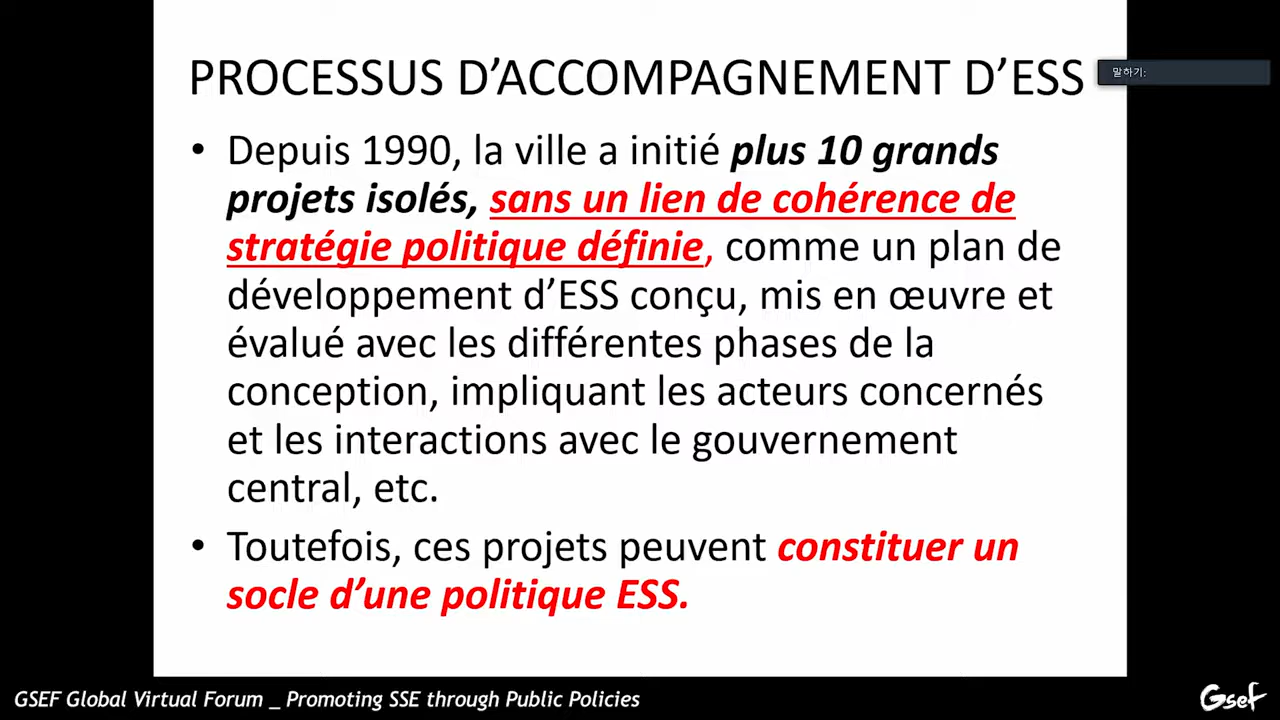 PROCESSUS D’ACCOMPAGNEMENT D’ESS
말하기:
• Depuis 1990, la ville a initié plus 10 grands
projets isolés, sans un lien de cohérence de
stratégie politique définie, comme un plan de
développement d’ESS conçu, mis en œuvre et
évalué avec les différentes phases de la
conception, impliquant les acteurs concernés
et les interactions avec le gouvernement
central, etc.
• Toutefois, ces projets peuvent constituer un
socle d’une politique ESS.
GSEF Global Virtual Forum _ Promoting SSE through Public Policies
Gsef